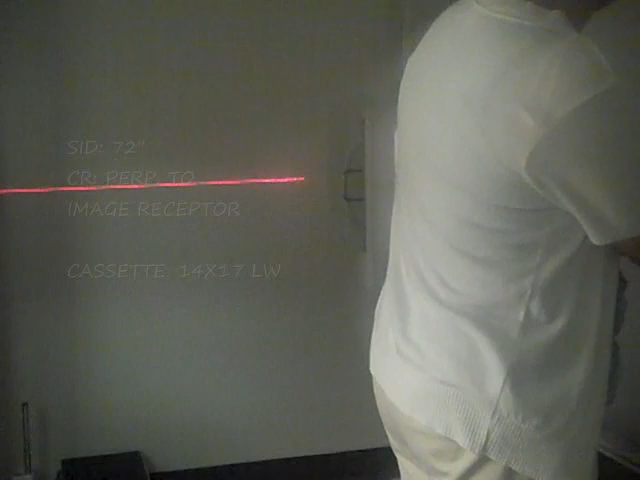 SID: 72"
CR: PERP. TO
IMAGE RECEPTOR
CASSETTE: 14X17 LW